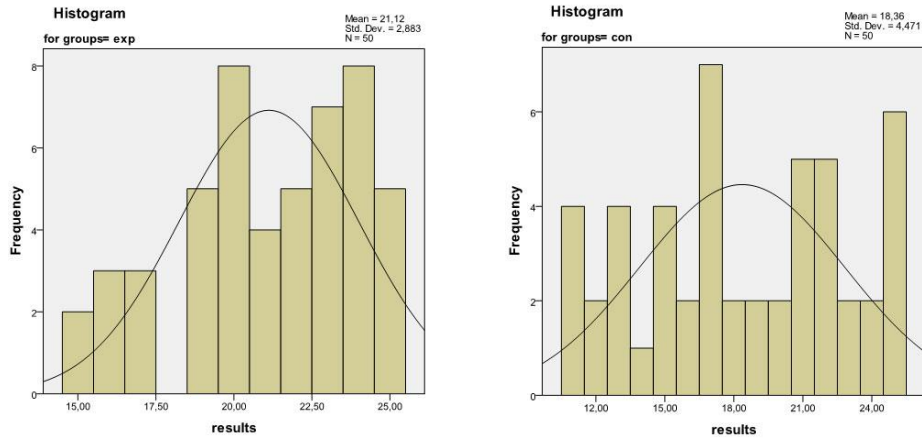 Histogram
for groups= exp
Mean = 21,12
Std. Dev. = 2,883
N = 50
Frequency
8
6
4
2
0
15,00 17,50 20,00 22,50 25,00
results
Histogram
for groups= con
Mean = 18,36
Std. Dev. = 4,471
N = 50
Frequency
6
4
2
0
12,00 15,00 18,00 21,00 24,00
results